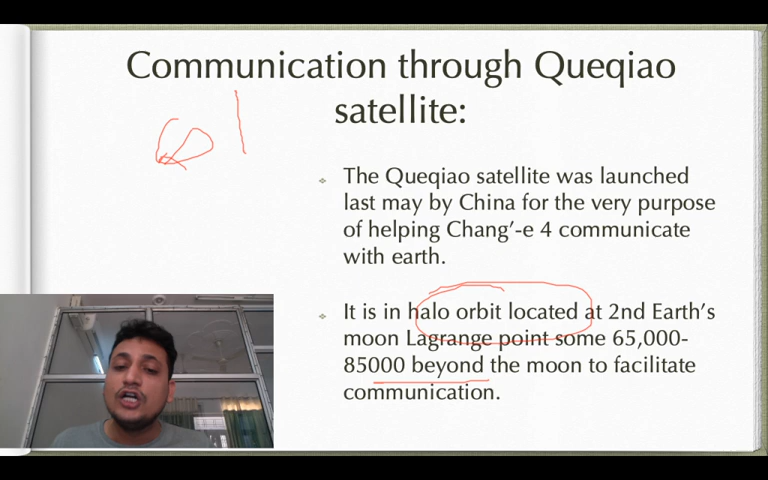 Communication through Queqiao
satellite:
The Queqiao satellite was launched
last may by China for the very purpose
of helping Chang'-e 4 communicate
with earth.
It is in halo orbit located at 2nd Earth's
moon Lagrange point some 65,000-
85000 beyond the moon to facilitate
communication.